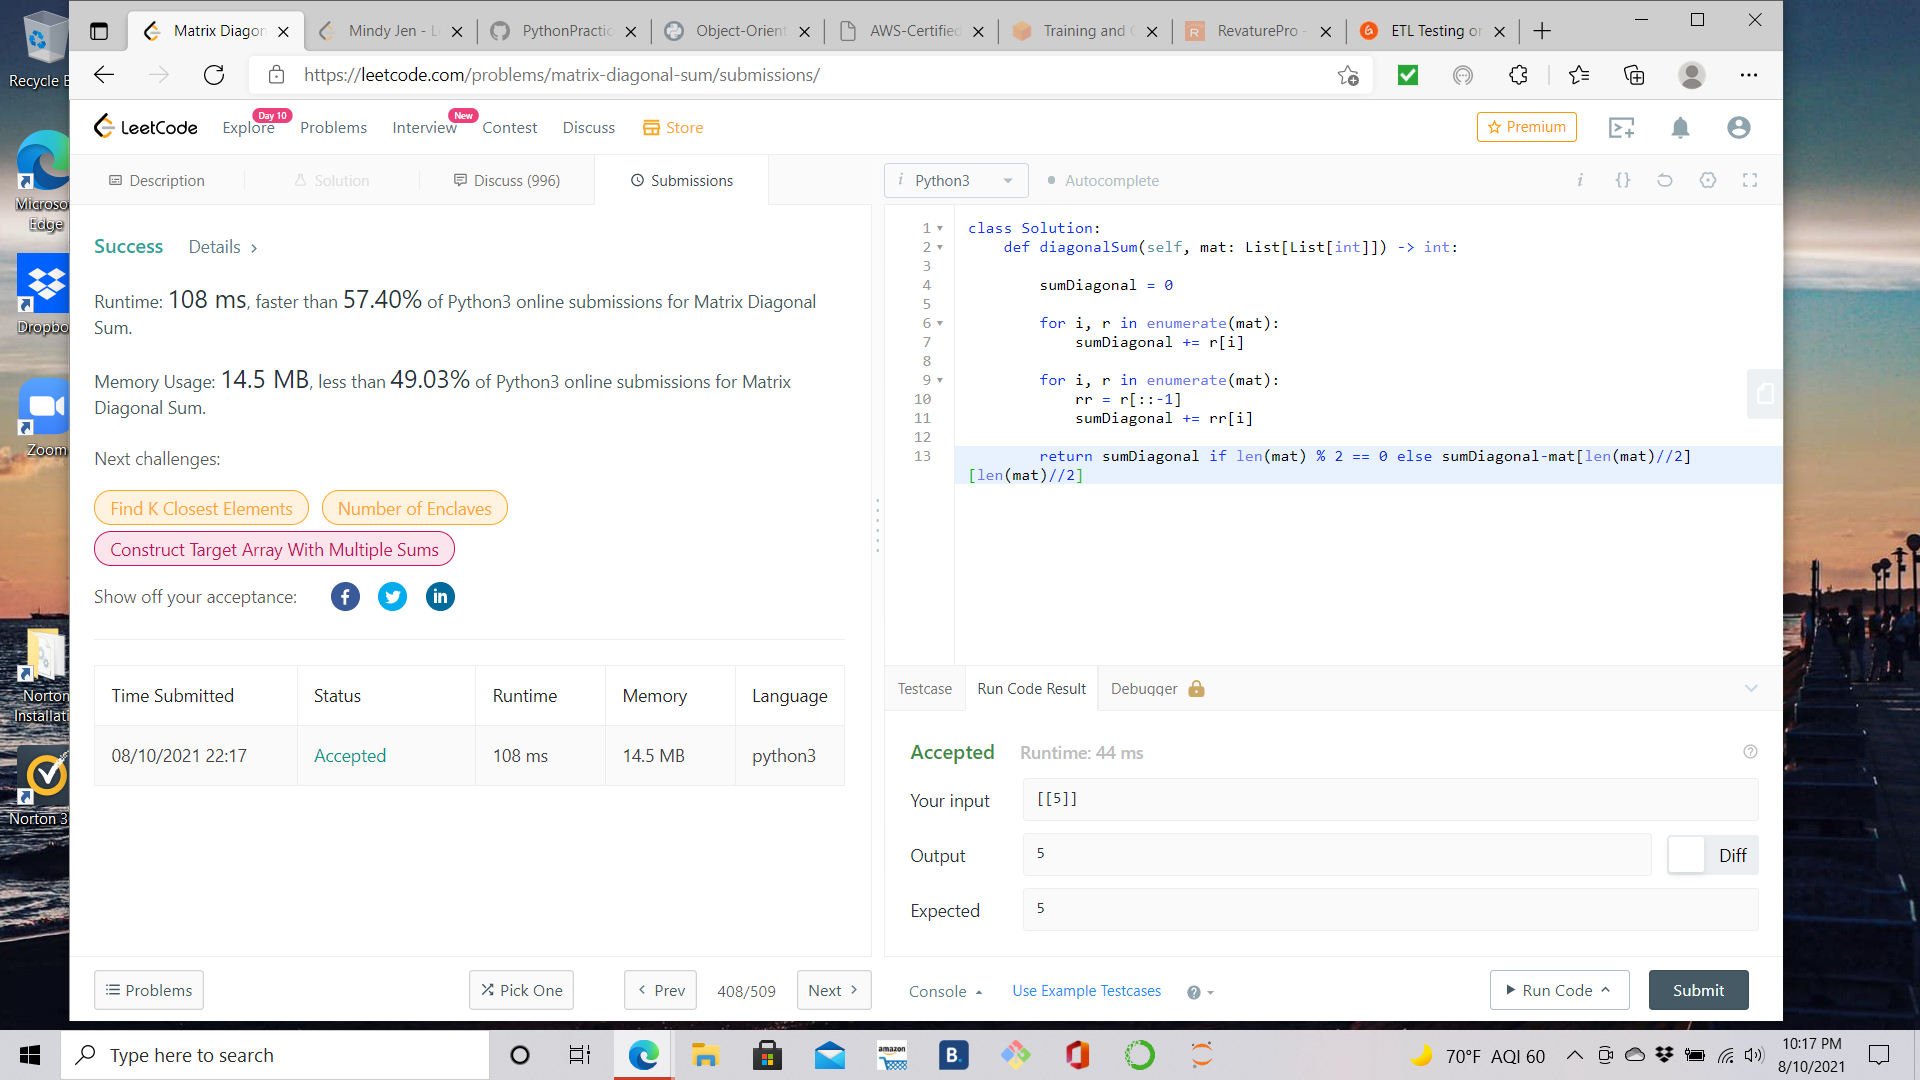 Recycle B
Microso
Edge
Dropbo
Zoom
Norton
Installati
Norton 3
Matrix Diagon
Mindy Jen - L
PythonPractic
Object-Orient
AWS-Certified
Training and C
RevaturePro -
ETL Testing or
https://leetcode.com/problems/matrix-diagonal-sum/submissions/
LeetCode
Explore
Day 10
Problems
Interview
New
Contest
Discuss
Store
Premium
Description
Solution
Discuss (996)
Submissions
Success
Details >
Runtime: 108 ms, faster than 57.40% of Python3 online submissions for Matrix Diagonal
Sum.
Memory Usage: 14.5 MB, less than 49.03% of Python3 online submissions for Matrix
Diagonal Sum.
Next challenges:
Find K Closest Elements
Number of Enclaves
Construct Target Array With Multiple Sums
Show off your acceptance:
Time Submitted Status Runtime Memory Language
08/10/2021 22:17 Accepted 108 ms 14.5 MB python3
Problems
Pick One
< Prev
408/509
Next >
i Python3
Autocomplete
i {}
1 class Solution:
2 def diagonalSum(self, mat: List[List[int]]) -> int:
3
4 sumDiagonal = 0
5
6 for i, r in enumerate(mat):
7 sumDiagonal += r[i]
8
9 for i, r in enumerate(mat):
10 rr = r[::-1]
11 sumDiagonal += rr[i]
12
13 return sumDiagonal if len(mat) % 2 == 0 else sumDiagonal-mat[len(mat)//2]
[len(mat)//2]
Testcase
Run Code Result
Debugger
Accepted
Runtime: 44 ms
Your input
[[5]]
Output
5
Diff
Expected
5
Console
Use Example Testcases
Run Code
Submit
Type here to search
amazon
B.
70°F AQI 60
10:17 PM
8/10/2021